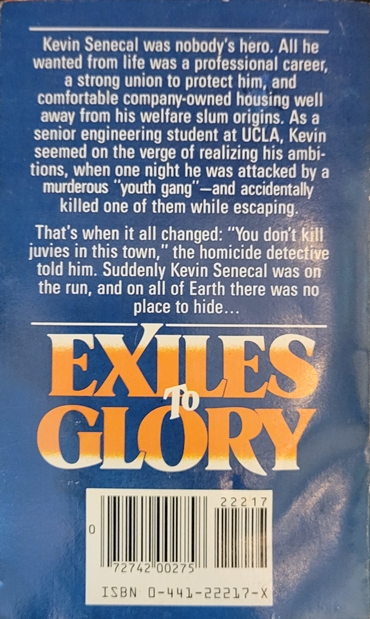 Kevin Senecal was nobody's hero. All he
wanted from life was a professional career,
a strong union to protect him, and
comfortable company-owned housing well
away from his welfare slum origins. As a
senior engineering student at UCLA, Kevin
seemed on the verge of realizing his ambi-
tions, when one night he was attacked by a
murderous "youth gang"—and accidentally
killed one of them while escaping.
That's when it all changed: "You don't kill
juvies in this town," the homicide detective
told him. Suddenly Kevin Senecal was on
the run, and on all of Earth there was no
place to hide...
EXILES
TO
GLORY
22217
0
72742 00275
ISBN 0-441-22217-X